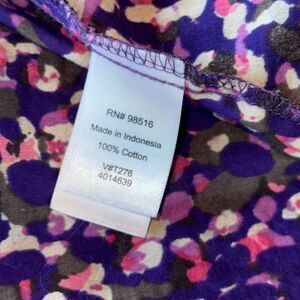 RN# 98516
Made in Indonesia
100% Cotton
V#T276
4014639